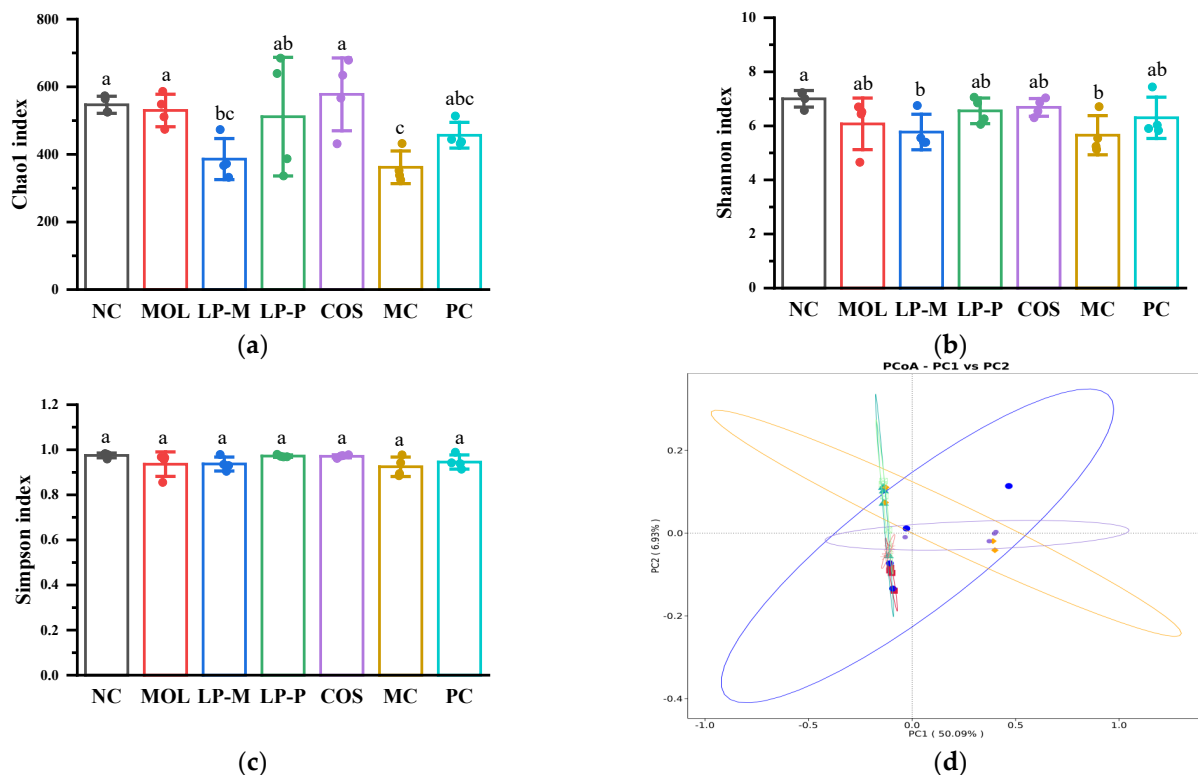 Chao1 index
800
600
400
200
0
a
a
bc
ab
a
c
abc
NC MOL LP-M LP-P COS MC PC
(a)
Shannon index
10
8
6
4
2
0
a
ab
b
ab
ab
b
ab
NC MOL LP-M LP-P COS MC PC
(b)
Simpson index
1.2
1.0
0.8
0.6
0.4
0.2
0.0
a a a a a a a
NC MOL LP-M LP-P COS MC PC
(c)
PCoA - PC1 vs PC2
PC2 ( 6.93%)
0.2
0.0
-0.2
-0.4
-1.0 -0.5 0.0 0.5 1.0
PC1 ( 50.09%)
(d)